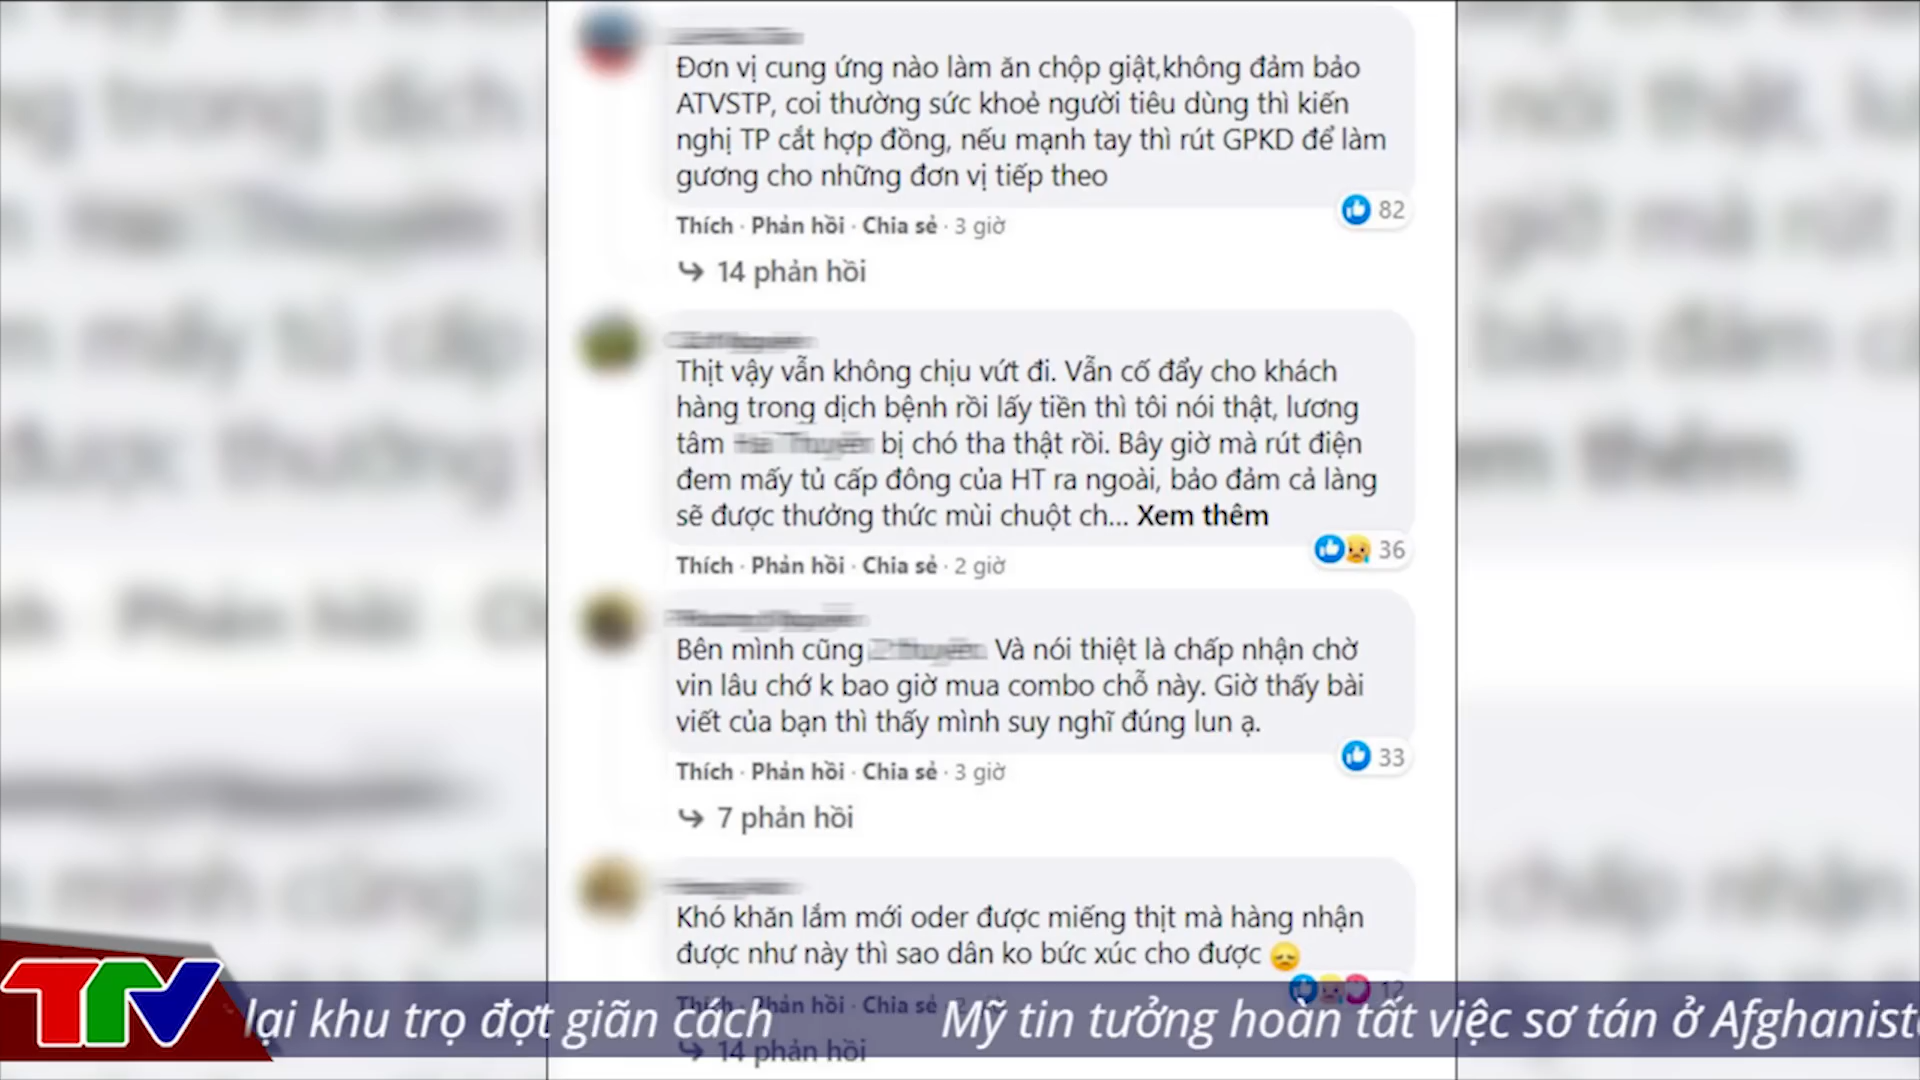 Đơn vị cung ứng nào làm ăn chộp giật,không đảm bảo
ATVSTP, coi thường sức khoẻ người tiêu dùng thì kiến
nghị TP cắt hợp đồng, nếu mạnh tay thì rút GPKD để làm
gương cho những đơn vị tiếp theo
82
Thích · Phản hồi · Chia sẻ · 3 giờ
14 phản hồi
Thịt vậy vẫn không chịu vứt đi. Vẫn cố đẩy cho khách
hàng trong dịch bệnh rồi lấy tiền thì tôi nói thật, lương
tâm bị chó tha thật rồi. Bây giờ mà rút điện
đem mấy tủ cấp đông của HT ra ngoài, bảo đảm cả làng
sẽ được thưởng thức mùi chuột ch... Xem thêm
36
Thích · Phản hồi · Chia sẻ · 2 giờ
Bên mình cũng Và nói thiệt là chấp nhận chờ
vin lâu chớ k bao giờ mua combo chỗ này. Giờ thấy bài
viết của bạn thì thấy mình suy nghĩ đúng lun ạ.
33
Thích · Phản hồi · Chia sẻ · 3 giờ
7 phản hồi
Khó khăn lắm mới oder được miếng thịt mà hàng nhận
được như này thì sao dân ko bức xúc cho được 😞
12
Thích · Phản hồi · Chia sẻ
14 phản hồi
TTV
lại khu trọ đợt giãn cách Mỹ tin tưởng hoàn tất việc sơ tán ở Afghanist